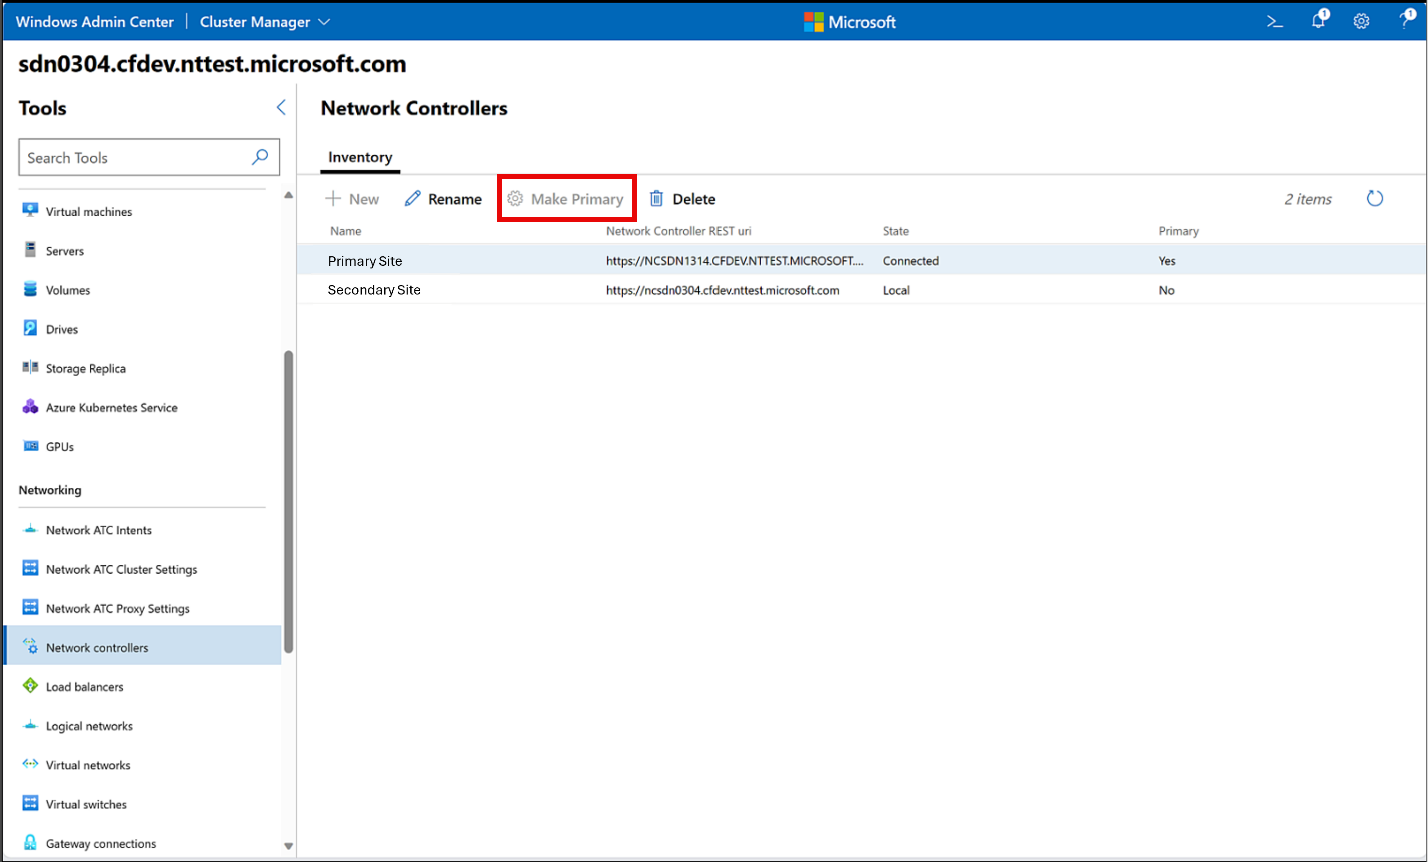 Windows Admin Center | Cluster Manager
Microsoft
1
1
sdn0304.cfdev.nttest.microsoft.com
Tools
Search Tools
Virtual machines
Servers
Volumes
Drives
Storage Replica
Azure Kubernetes Service
GPUs
Networking
Network ATC Intents
Network ATC Cluster Settings
Network ATC Proxy Settings
Network controllers
Load balancers
Logical networks
Virtual networks
Virtual switches
Gateway connections
Network Controllers
Inventory
New Rename Make Primary Delete 2 items
Name Network Controller REST uri State Primary
Primary Site https://NCSDN1314.CFDEV.NTTEST.MICROSOFT.... Connected Yes
Secondary Site https://ncsdn0304.cfdev.nttest.microsoft.com Local No